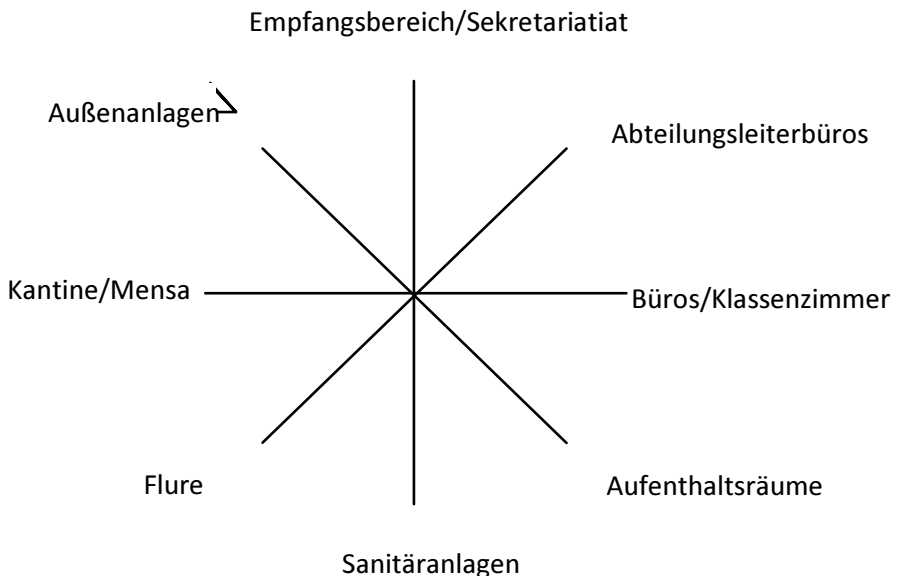 Empfangsbereich/Sekretariatiat
Außenanlagen
Abteilungsleiterbüros
Kantine/Mensa
Büros/Klassenzimmer
Flure
Aufenthaltsräume
Sanitäranlagen